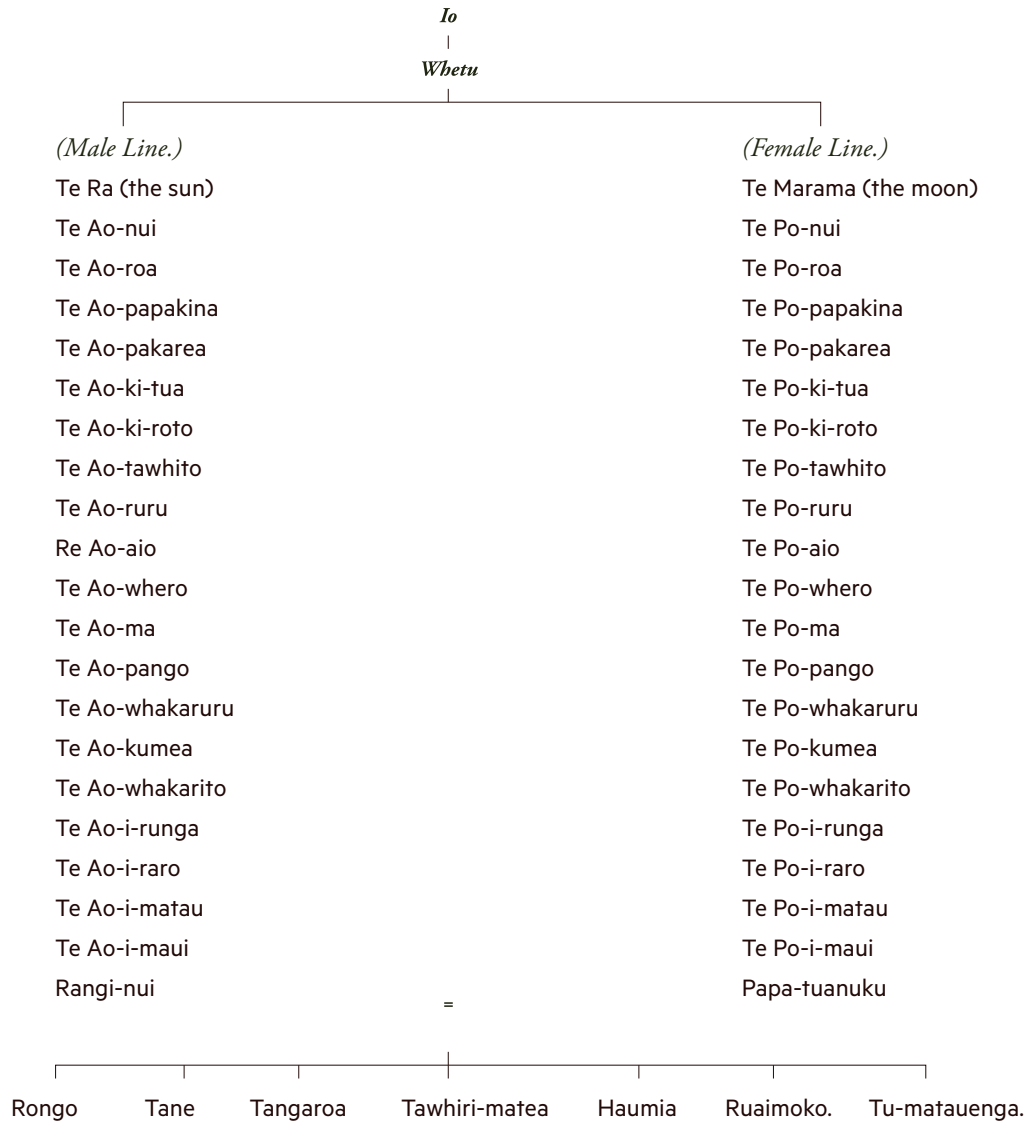 Io
Whetu
(Male Line.) (Female Line.)
Te Ra (the sun) Te Marama (the moon)
Te Ao-nui Te Po-nui
Te Ao-roa Te Po-roa
Te Ao-papakina Te Po-papakina
Te Ao-pakarea Te Po-pakarea
Te Ao-ki-tua Te Po-ki-tua
Te Ao-ki-roto Te Po-ki-roto
Te Ao-tawhito Te Po-tawhito
Te Ao-ruru Te Po-ruru
Re Ao-aio Te Po-aio
Te Ao-whero Te Po-whero
Te Ao-ma Te Po-ma
Te Ao-pango Te Po-pango
Te Ao-whakaruru Te Po-whakaruru
Te Ao-kumea Te Po-kumea
Te Ao-whakarito Te Po-whakarito
Te Ao-i-runga Te Po-i-runga
Te Ao-i-raro Te Po-i-raro
Te Ao-i-matau Te Po-i-matau
Te Ao-i-maui Te Po-i-maui
Rangi-nui = Papa-tuanuku
Rongo Tane Tangaroa Tawhiri-matea Haumia Ruaimoko. Tu-matauenga.